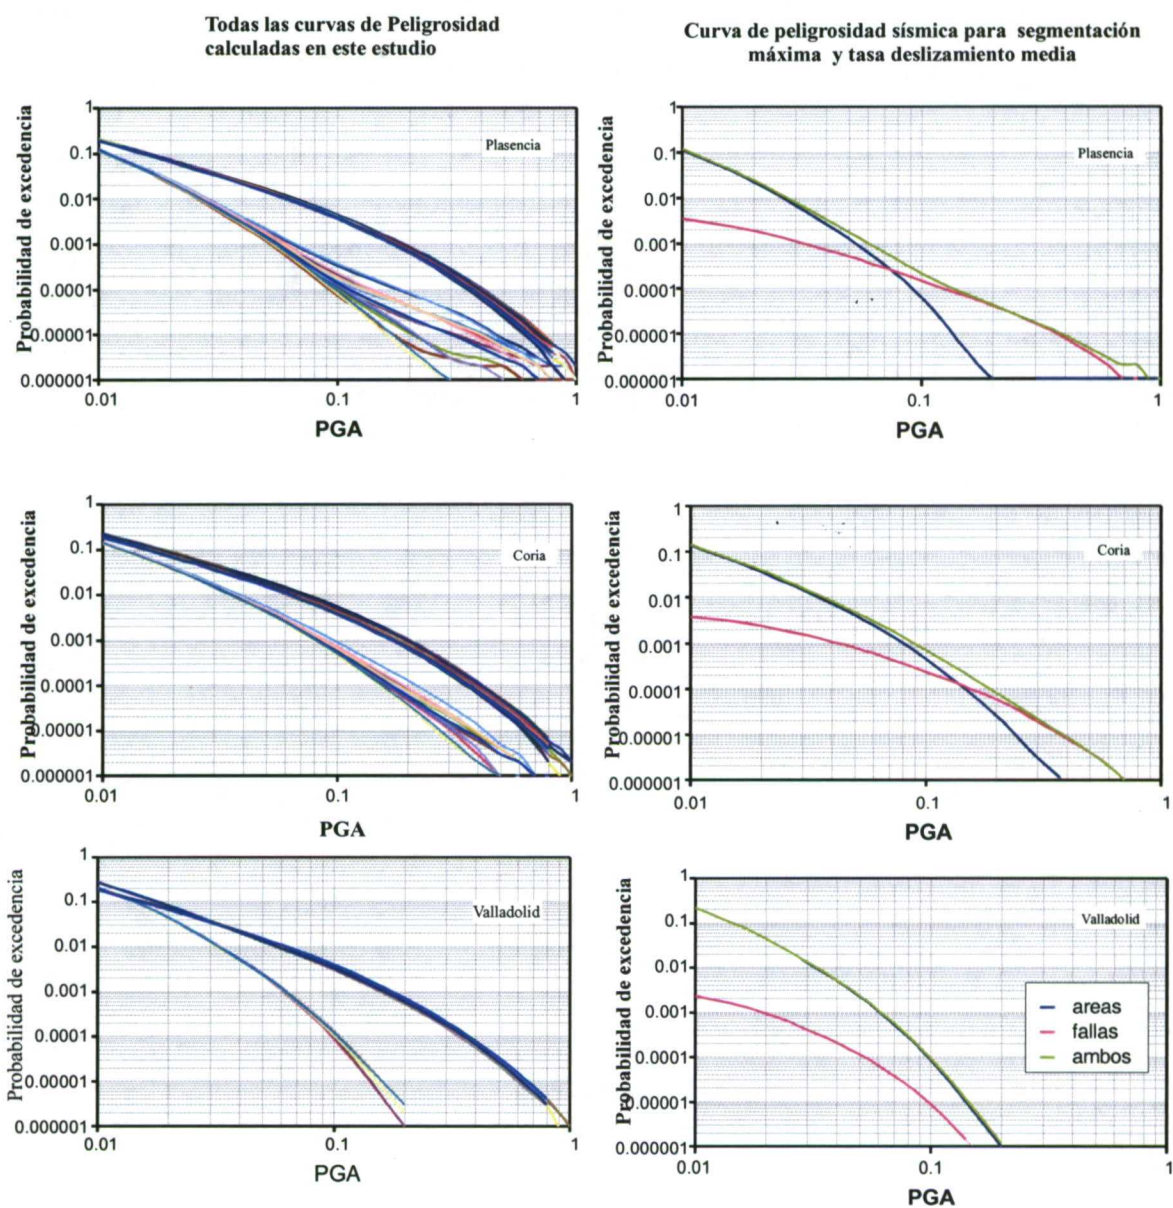 Todas las curvas de Peligrosidad
calculadas en este estudio
Curva de peligrosidad sísmica para segmentación
máxima y tasa deslizamiento media
Probabilidad de excedencia
1
0.1
0.01
0.001
0.0001
0.00001
0.000001
Plasencia
0.01
0.1
1
PGA
Probabilidad de excedencia
1
0.1
0.01
0.001
0.0001
0.00001
0.000001
Plasencia
0.01
0.1
1
PGA
Probabilidad de excedencia
1
0.1
0.01
0.001
0.0001
0.00001
0.000001
Coria
0.01
0.1
1
PGA
Probabilidad de excedencia
1
0.1
0.01
0.001
0.0001
0.00001
0.000001
Coria
0.01
0.1
1
PGA
Probabilidad de excedencia
1
0.1
0.01
0.001
0.0001
0.00001
0.000001
Valladolid
0.01
0.1
1
PGA
Probabilidad de excedencia
1
0.1
0.01
0.001
0.0001
0.00001
0.000001
Valladolid
areas
fallas
ambos
0.01
0.1
1
PGA